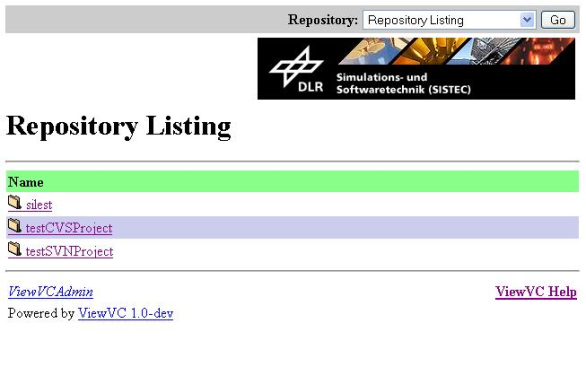 Repository: Repository Listing Go
DLR
Simulations- und
Softwaretechnik (SISTEC)
Repository Listing
Name
silest
testCVSProject
testSVNProject
ViewVCAdmin ViewVC Help
Powered by ViewVC 1.0-dev